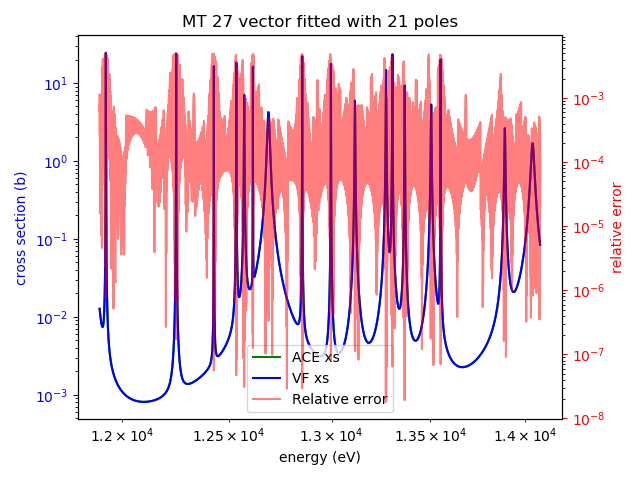 MT 27 vector fitted with 21 poles
cross section (b)
10¹
10⁰
10⁻¹
10⁻²
10⁻³
relative error
10⁻³
10⁻⁴
10⁻⁵
10⁻⁶
10⁻⁷
10⁻⁸
ACE xs
VF xs
Relative error
1.2 × 10⁴ 1.25 × 10⁴ 1.3 × 10⁴ 1.35 × 10⁴ 1.4 × 10⁴
energy (eV)